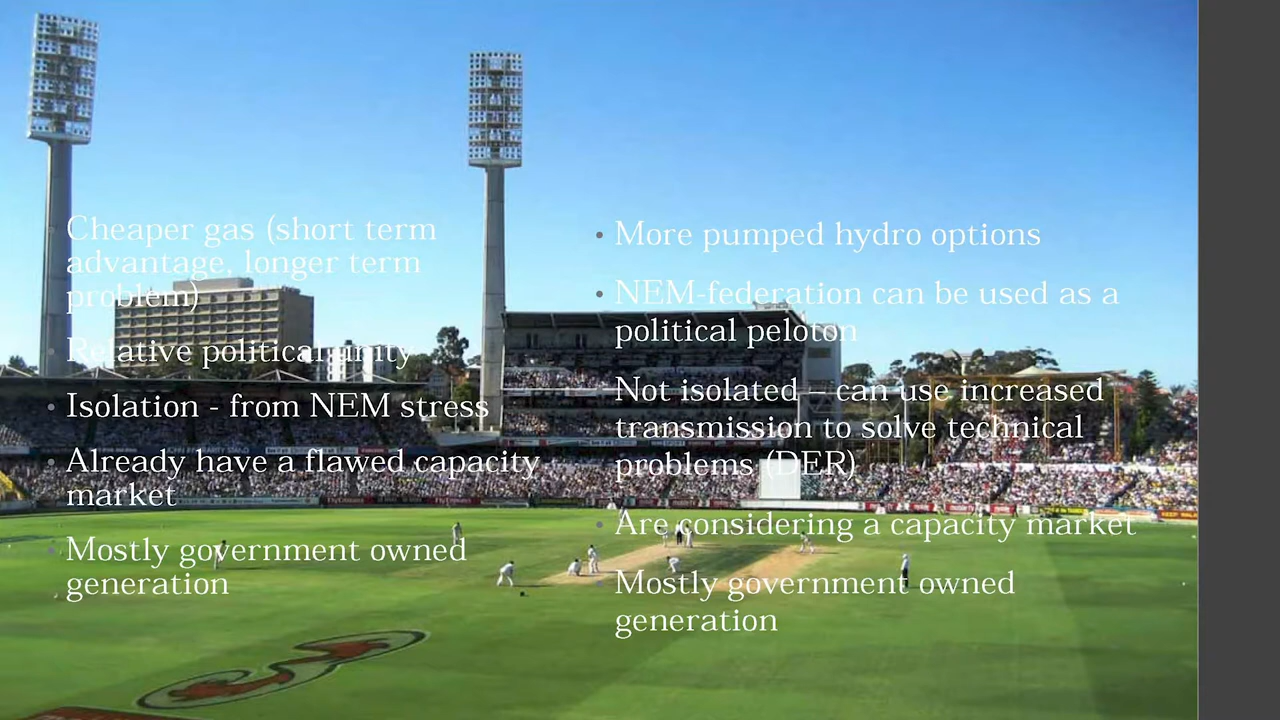 Cheaper gas (short term
advantage, longer term
problem)
Relative political unity
Isolation - from NEM stress
Already have a flawed capacity
market
Mostly government owned
generation
More pumped hydro options
NEM-federation can be used as a
political peloton
Not isolated – can use increased
transmission to solve technical
problems (DER)
Are considering a capacity market
Mostly government owned
generation